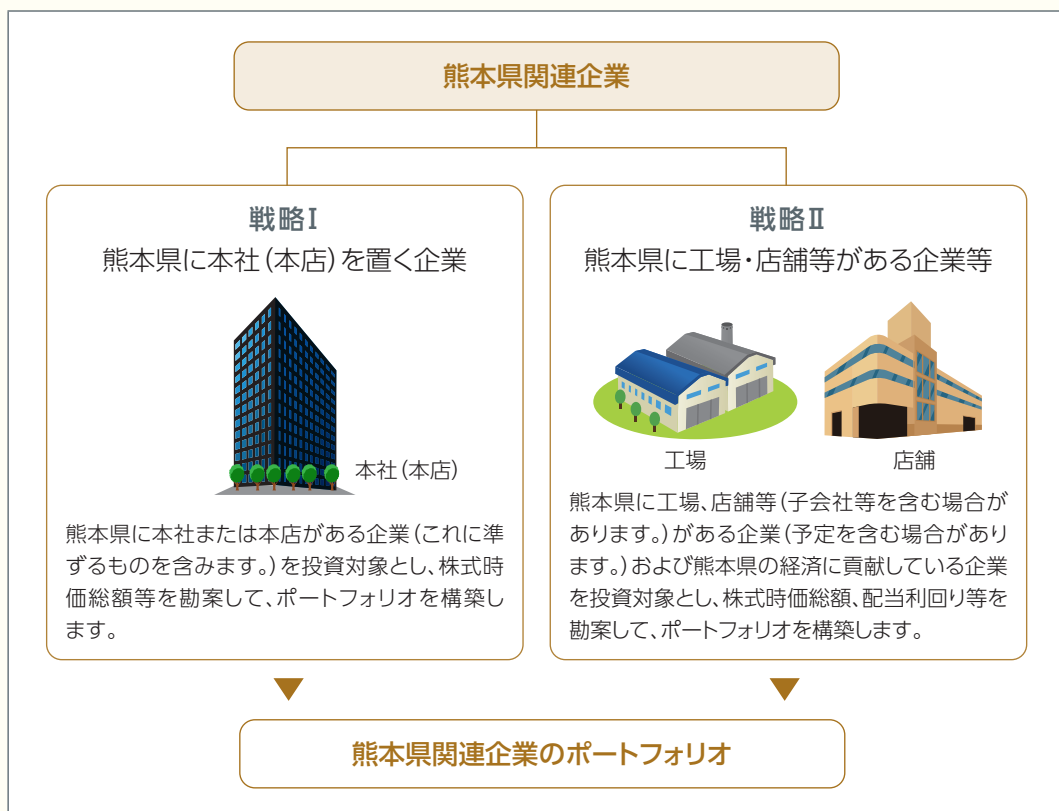 熊本県関連企業
戦略Ⅰ
熊本県に本社(本店)を置く企業
本社(本店)
熊本県に本社または本店がある企業(これに準
ずるものを含みます。)を投資対象とし、株式時
価総額等を勘案して、ポートフォリオを構築し
ます。
戦略Ⅱ
熊本県に工場・店舗等がある企業等
工場
店舗
熊本県に工場、店舗等(子会社等を含む場合が
あります。)がある企業(予定を含む場合があり
ます。)および熊本県の経済に貢献している企業
を投資対象とし、株式時価総額、配当利回り等を
勘案して、ポートフォリオを構築します。
熊本県関連企業のポートフォリオ